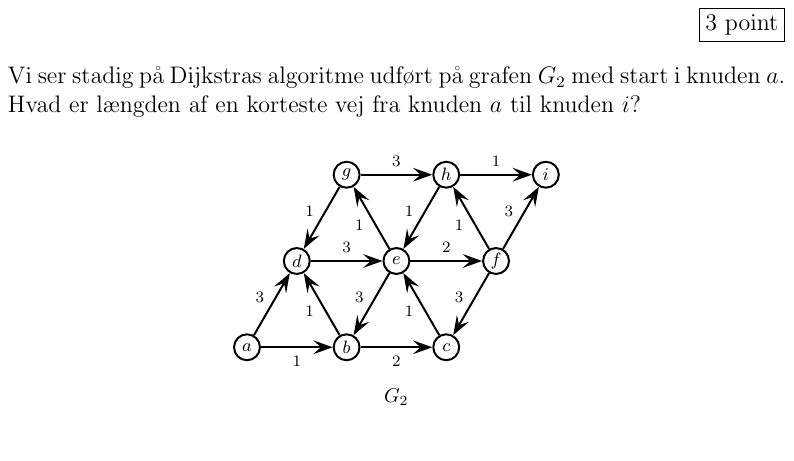 3 point
Vi ser stadig på Dijkstras algoritme udført på grafen G₂ med start i knuden a.
Hvad er længden af en korteste vej fra knuden a til knuden i?
3 1
g h i
1 1 1 1 3
3 2
d e f
3 1 3 1 3
a b c
1 2
G₂